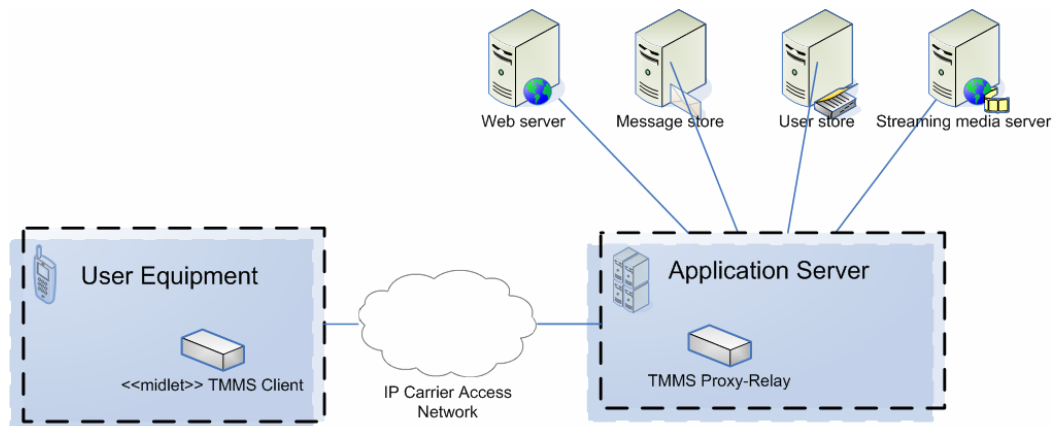 Web server
Message store
User store
Streaming media server
User Equipment
Application Server
<<midlet>> TMMS Client
IP Carrier Access
Network
TMMS Proxy-Relay